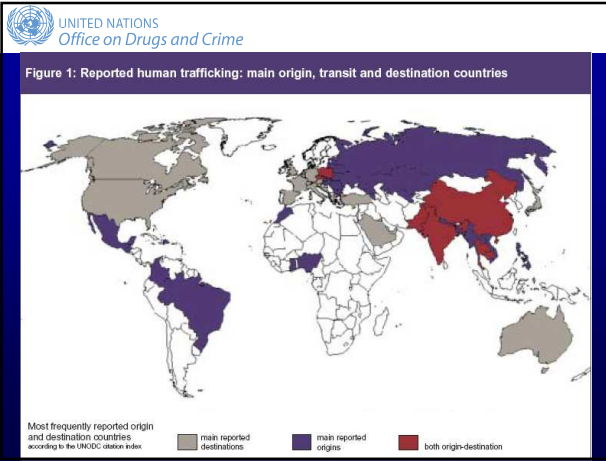 UNITED NATIONS
Office on Drugs and Crime
Figure 1: Reported human trafficking: main origin, transit and destination countries
Most frequently reported origin
and destination countries
according to the UNODC citation index
main reported
destinations
main reported
origins
both origin-destination